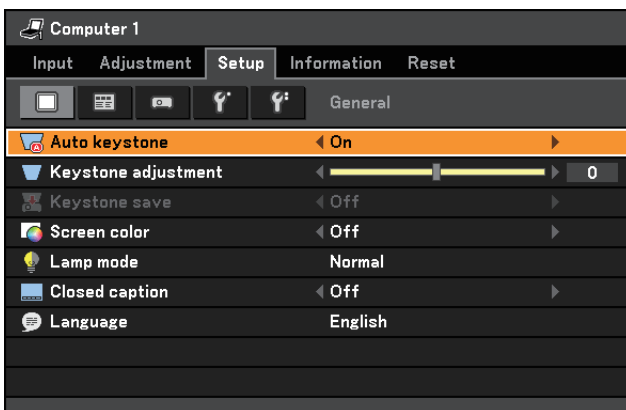 Computer 1
Input Adjustment Setup Information Reset
General
Auto keystone On
Keystone adjustment 0
Keystone save Off
Screen color Off
Lamp mode Normal
Closed caption Off
Language English